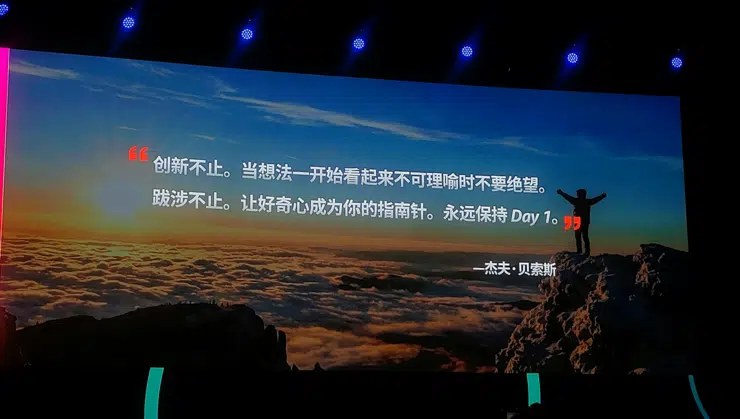 “创新不止。当想法一开始看起来不可理喻时不要绝望。
跋涉不止。让好奇心成为你的指南针。永远保持 Day 1。”
—杰夫·贝索斯